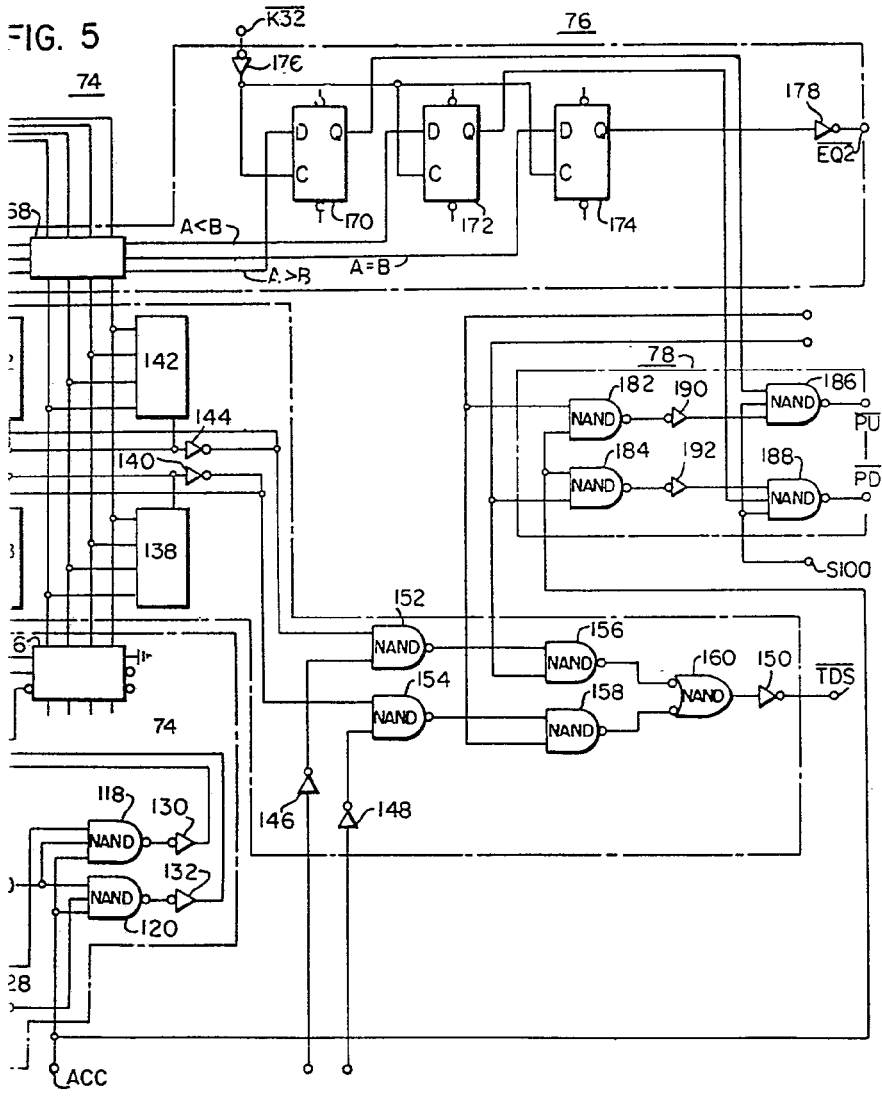 FIG. 5
K32
76
176
74
178
D Q
D Q
D Q
EQ2
C
C
C
68
170
172
174
A<B
A=B
A>B
142
78
182
190
186
NAND
NAND
PU
144
184
192
188
140
NAND
NAND
PD
138
S100
152
156
6
NAND
NAND
160
150
TDS
154
158
NAND
74
NAND
NAND
118
130
146
148
NAND
132
NAND
120
28
ACC